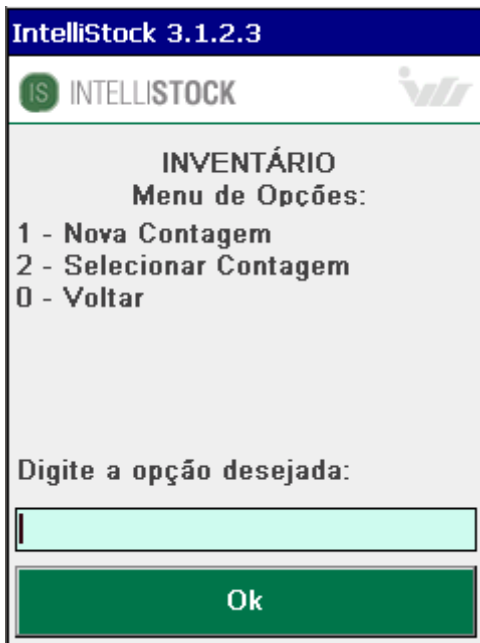 IntelliStock 3.1.2.3
IS INTELLISTOCK
INVENTÁRIO
Menu de Opções:
1 - Nova Contagem
2 - Selecionar Contagem
0 - Voltar
Digite a opção desejada:
Ok